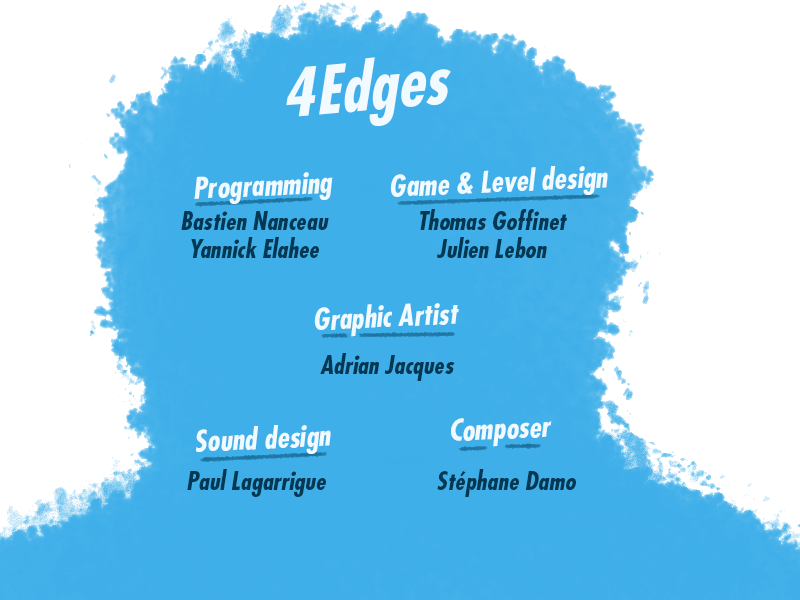 4Edges
Programming
Bastien Nanceau
Yannick Elahee
Game & Level design
Thomas Goffinet
Julien Lebon
Graphic Artist
Adrian Jacques
Sound design
Paul Lagarrigue
Composer
Stéphane Damo